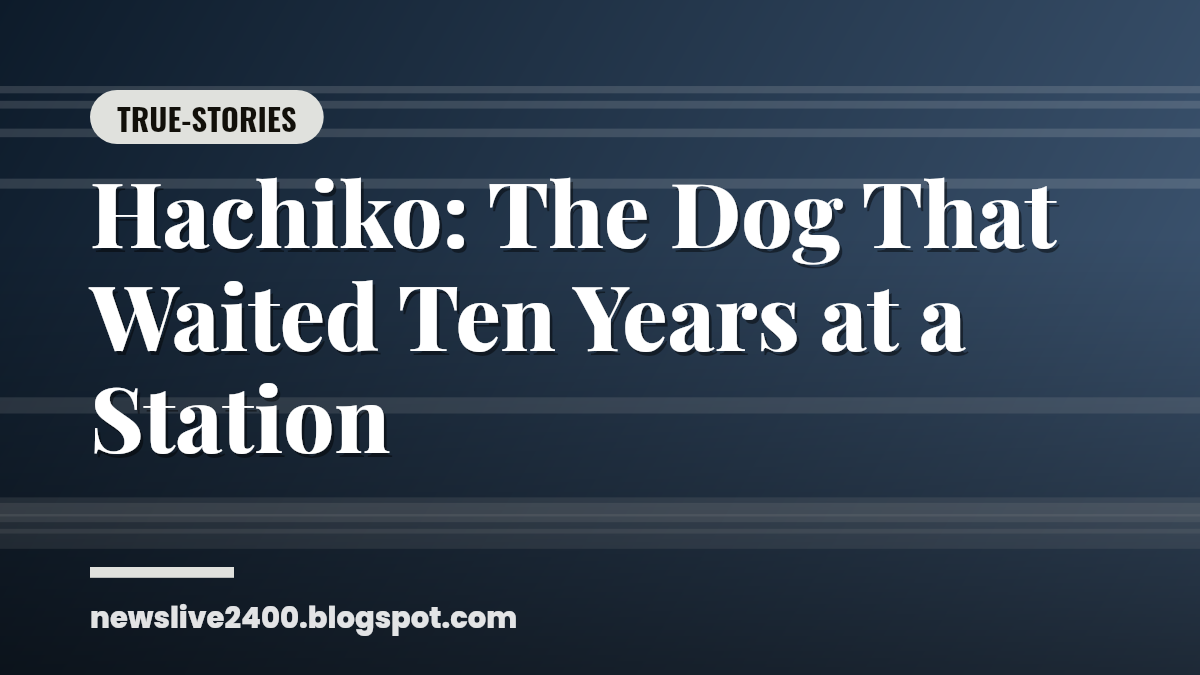 TRUE-STORIES
Hachiko: The Dog That
Waited Ten Years at a
Station
newslive2400.blogspot.com